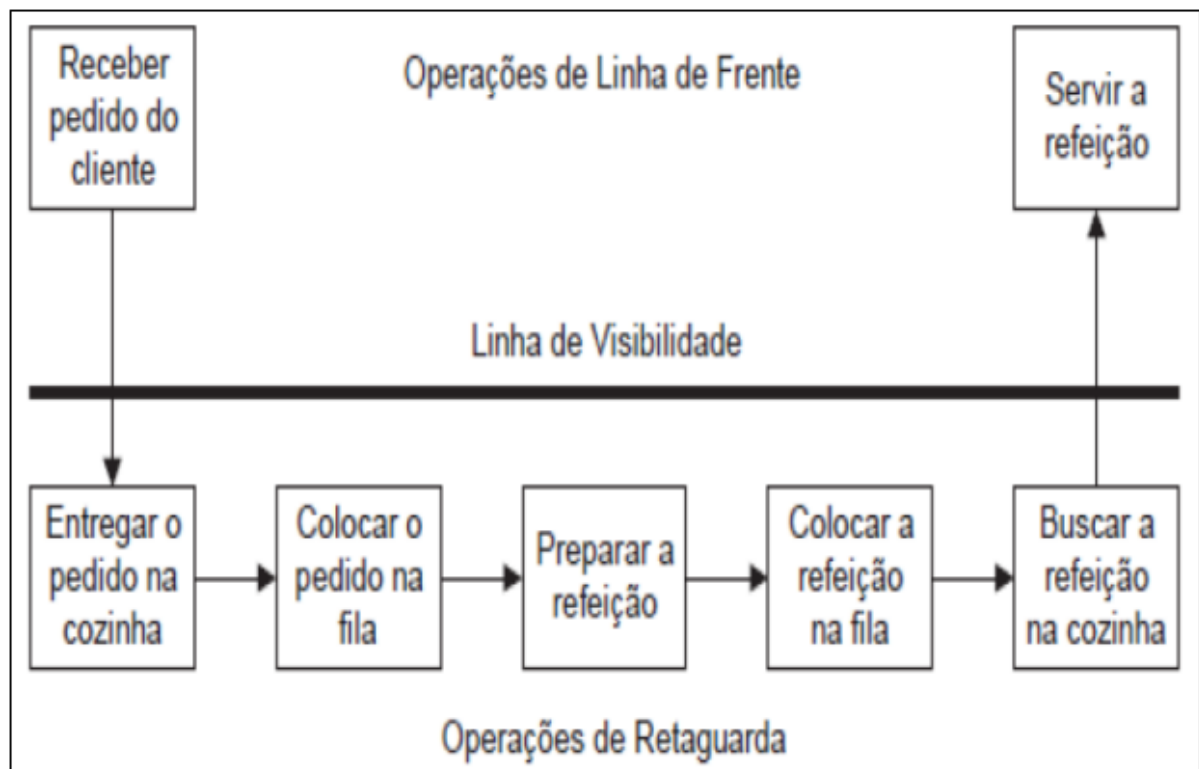 Receber
pedido do
cliente
Operações de Linha de Frente
Servir a
refeição
Linha de Visibilidade
Entregar o
pedido na
cozinha
Colocar o
pedido na
fila
Preparar a
refeição
Colocar a
refeição
na fila
Buscar a
refeição
na cozinha
Operações de Retaguarda